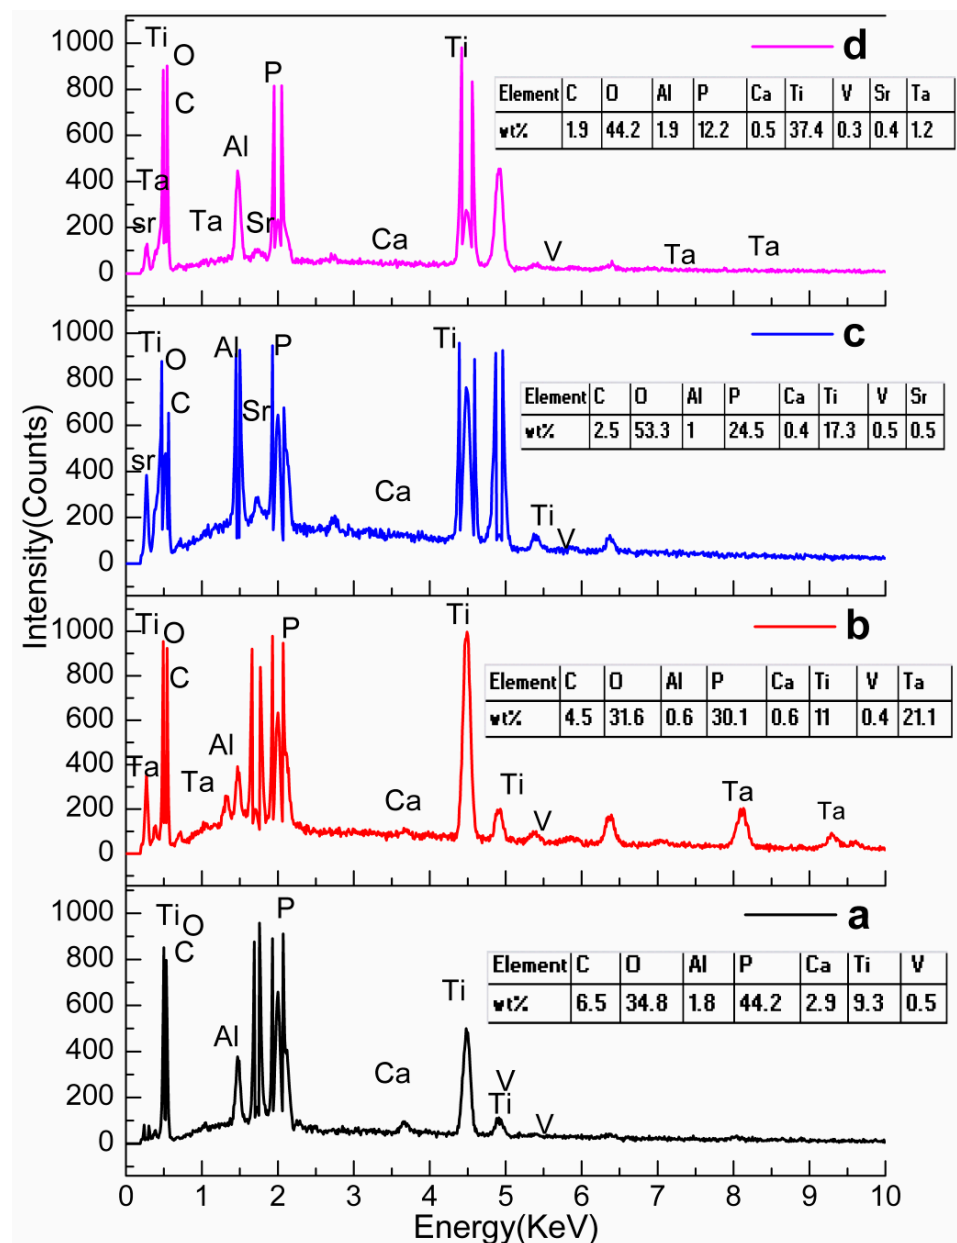 Intensity(Counts)
1000
800
600
400
200
0
Ti
O
C
Ta
sr
Ta
Al
Sr
P
Ca
Ti
V
Ta
Ta
d
Element C O Al P Ca Ti V Sr Ta
wt% 1.9 44.2 1.9 12.2 0.5 37.4 0.3 0.4 1.2
1000
800
600
400
200
0
Ti
O
C
sr
Al
Sr
P
Ca
Ti
Ti
V
c
Element C O Al P Ca Ti V Sr
wt% 2.5 53.3 1 24.5 0.4 17.3 0.5 0.5
1000
800
600
400
200
0
Ti
O
C
Ta
Ta
Al
P
Ca
Ti
Ti
V
Ta
Ta
b
Element C O Al P Ca Ti V Ta
wt% 4.5 31.6 0.6 30.1 0.6 11 0.4 21.1
1000
800
600
400
200
0
Ti
O
C
Al
P
Ca
Ti
V
Ti
V
a
Element C O Al P Ca Ti V
wt% 6.5 34.8 1.8 44.2 2.9 9.3 0.5
0 1 2 3 4 5 6 7 8 9 10
Energy(KeV)